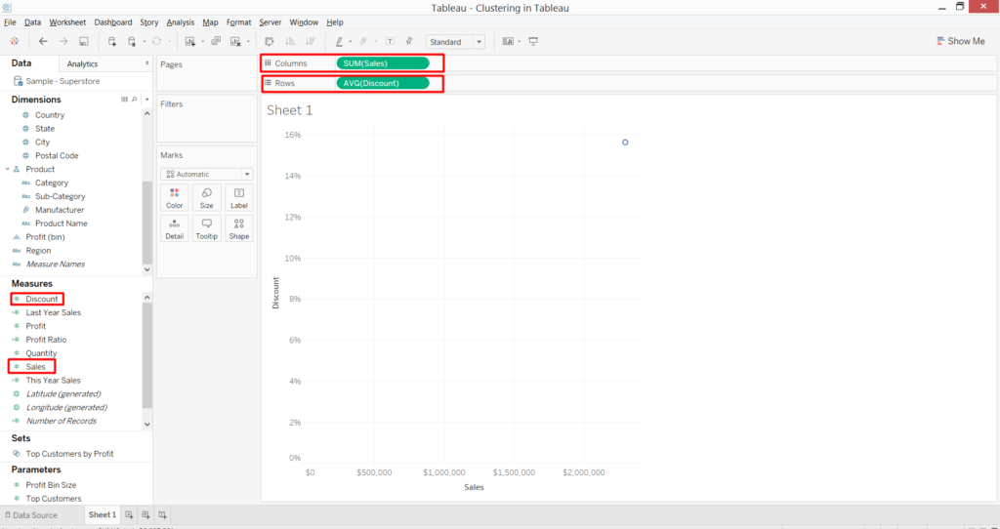 Tableau - Clustering in Tableau
File Data Worksheet Dashboard Story Analysis Map Format Server Window Help
Standard
Show Me
Data
Analytics
Sample - Superstore
Dimensions
Country
State
City
Postal Code
Product
Abc Category
Abc Sub-Category
Manufacturer
Abc Product Name
Profit (bin)
Abc Region
Abc Measure Names
Measures
Discount
Last Year Sales
Profit
Profit Ratio
Quantity
Sales
This Year Sales
Latitude (generated)
Longitude (generated)
Number of Records
Sets
Top Customers by Profit
Parameters
Profit Bin Size
Top Customers
Pages
Filters
Marks
Automatic
Color Size Label
Detail Tooltip Shape
Columns SUM(Sales)
Rows AVG(Discount)
Sheet 1
16%
14%
12%
10%
8%
6%
4%
2%
0%
Discount
$0 $500,000 $1,000,000 $1,500,000 $2,000,000
Sales
Data Source Sheet 1